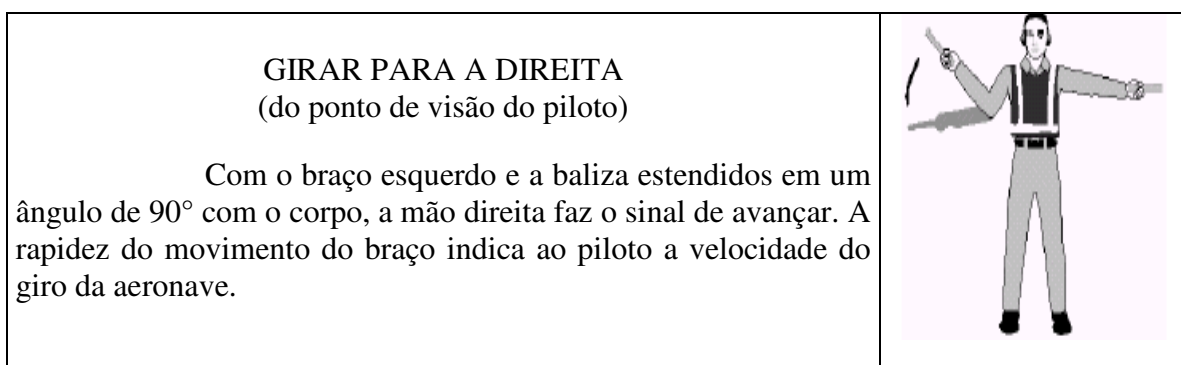 GIRAR PARA A DIREITA
(do ponto de visão do piloto)
Com o braço esquerdo e a baliza estendidos em um
ângulo de 90° com o corpo, a mão direita faz o sinal de avançar. A
rapidez do movimento do braço indica ao piloto a velocidade do
giro da aeronave.